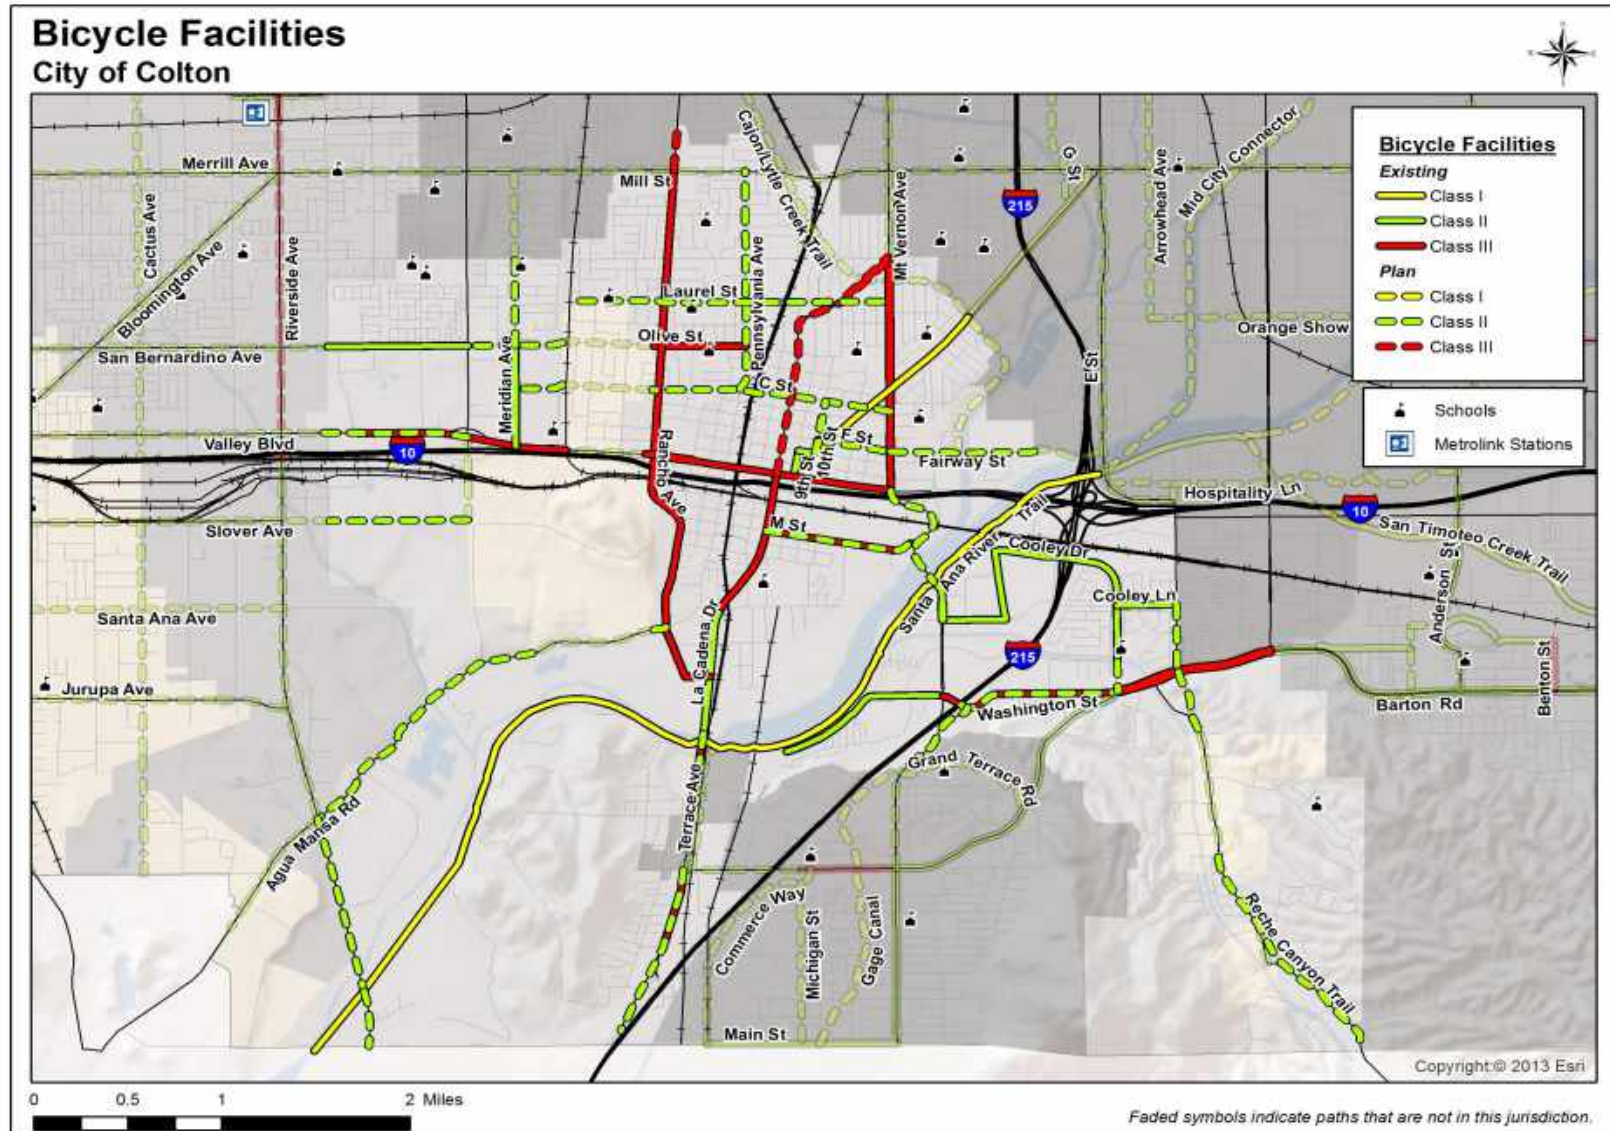 Bicycle Facilities
City of Colton
Bicycle Facilities
Existing
Class I
Class II
Class III
Plan
Class I
Class II
Class III
Schools
Metrolink Stations
Merrill Ave
Mill St
Cajon/Lytle Creek Trail
Mt Vernon Ave
215
G St
Arrowhead Ave
Mid City Connector
Cactus Ave
Bloomington Ave
Riverside Ave
Pennsylvania Ave
Laurel St
Olive St
Orange Show
San Bernardino Ave
Meridian Ave
C St
E St
Valley Blvd
10
Rancho Ave
9th St
10th St
F St
Fairway St
Hospitality Ln
10
Slover Ave
M St
Santa Ana River Trail
Cooley Dr
San Timoteo Creek Trail
Anderson St
Cooley Ln
Santa Ana Ave
La Cadena Dr
215
Jurupa Ave
Washington St
Barton Rd
Benton St
Grand Terrace Rd
Terrace Ave
Agua Mansa Rd
Commerce Way
Michigan St
Gage Canal
Reche Canyon Trail
Main St
Copyright:© 2013 Esri
0 0.5 1 2 Miles
Faded symbols indicate paths that are not in this jurisdiction.